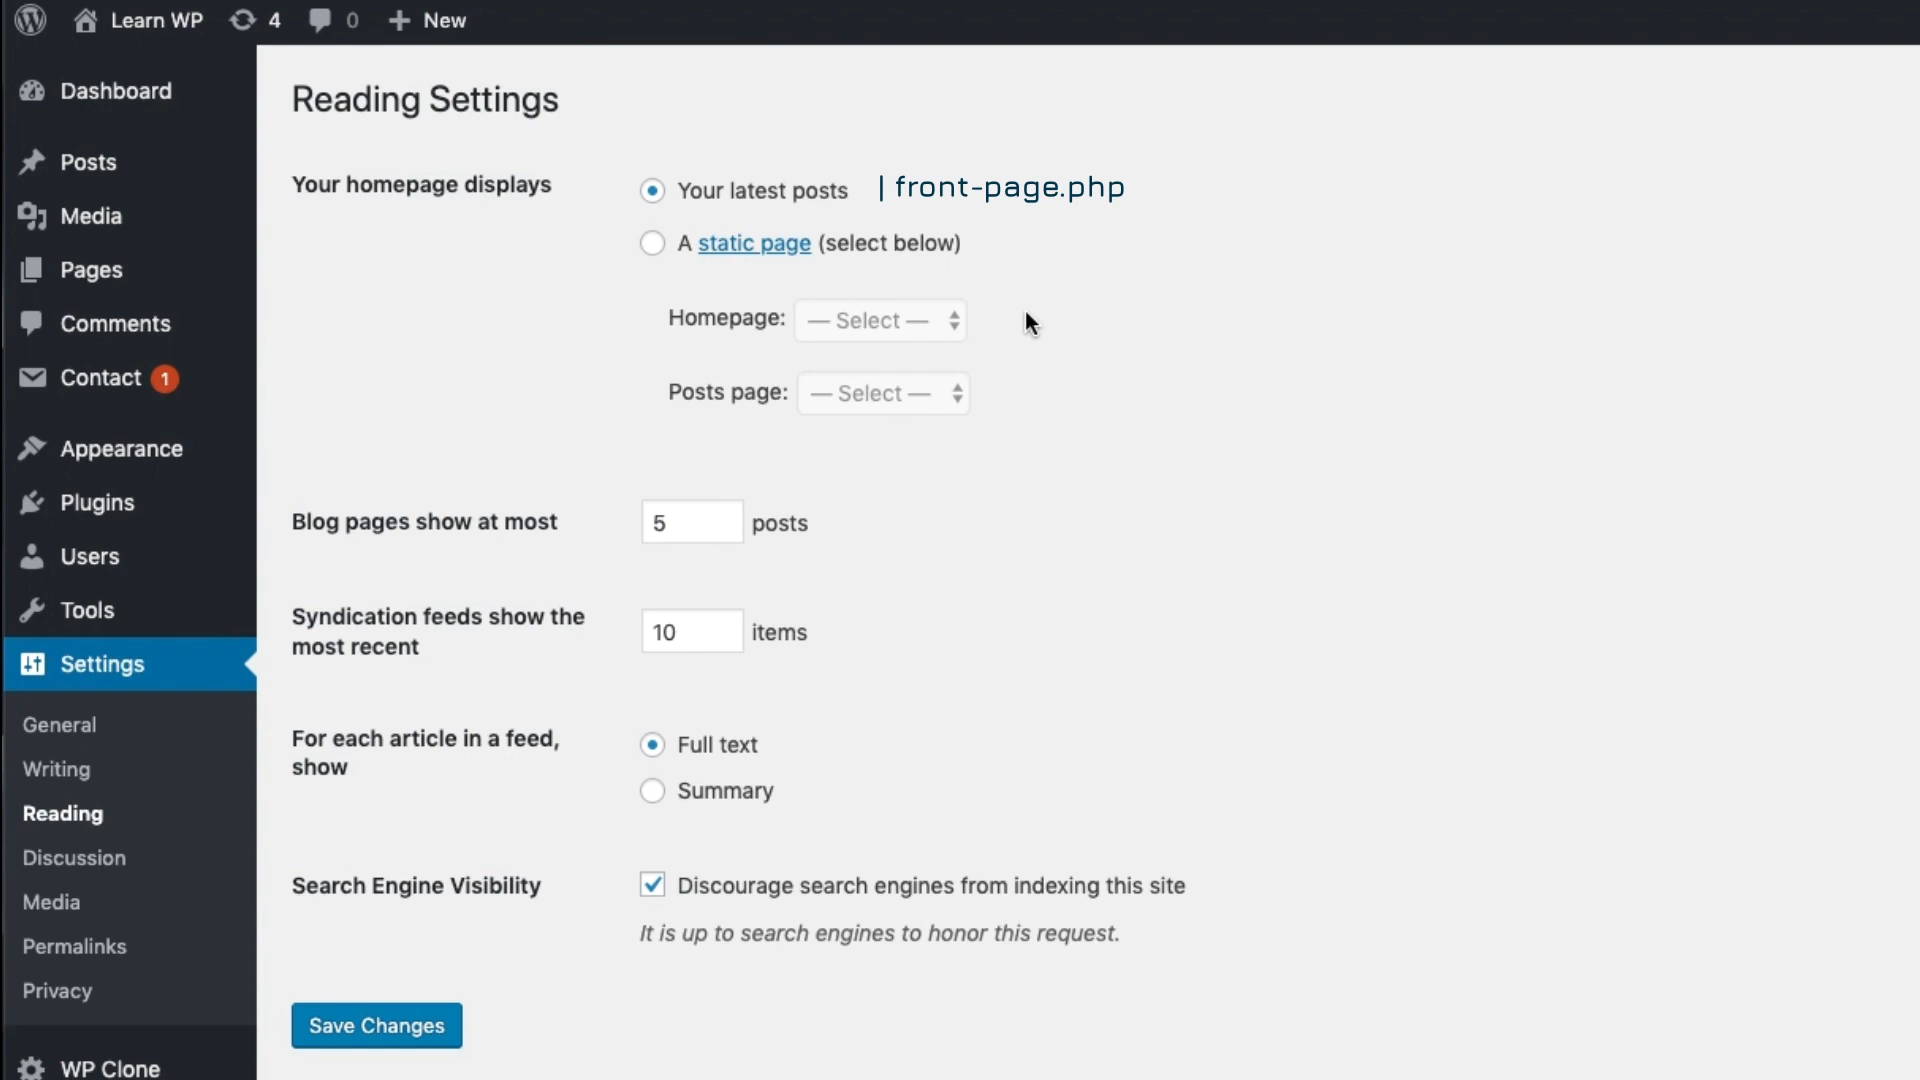 Learn WP 4 0 New
Dashboard
Posts
Media
Pages
Comments
Contact 1
Appearance
Plugins
Users
Tools
Settings
General
Writing
Reading
Discussion
Media
Permalinks
Privacy
WP Clone
Reading Settings
Your homepage displays
Your latest posts | front-page.php
A static page (select below)
Homepage: — Select —
Posts page: — Select —
Blog pages show at most 5 posts
Syndication feeds show the
most recent
10 items
For each article in a feed,
show
Full text
Summary
Search Engine Visibility
Discourage search engines from indexing this site
It is up to search engines to honor this request.
Save Changes